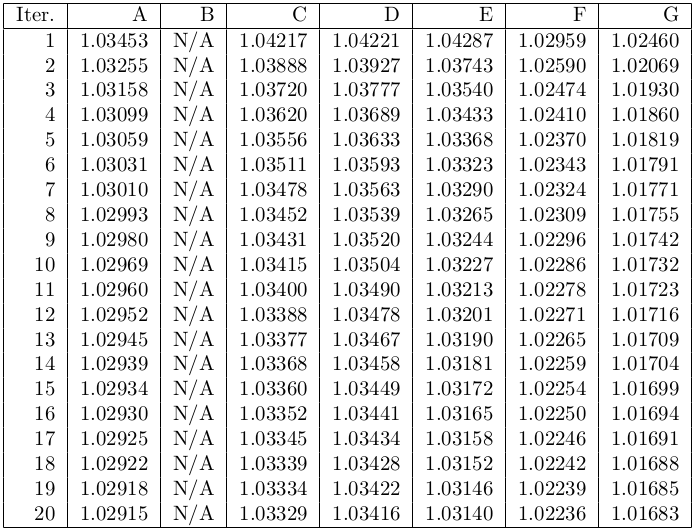 Iter. A B C D E F G
1 1.03453 N/A 1.04217 1.04221 1.04287 1.02959 1.02460
2 1.03255 N/A 1.03888 1.03927 1.03743 1.02590 1.02069
3 1.03158 N/A 1.03720 1.03777 1.03540 1.02474 1.01930
4 1.03099 N/A 1.03620 1.03689 1.03433 1.02410 1.01860
5 1.03059 N/A 1.03556 1.03633 1.03368 1.02370 1.01819
6 1.03031 N/A 1.03511 1.03593 1.03323 1.02343 1.01791
7 1.03010 N/A 1.03478 1.03563 1.03290 1.02324 1.01771
8 1.02993 N/A 1.03452 1.03539 1.03265 1.02309 1.01755
9 1.02980 N/A 1.03431 1.03520 1.03244 1.02296 1.01742
10 1.02969 N/A 1.03415 1.03504 1.03227 1.02286 1.01732
11 1.02960 N/A 1.03400 1.03490 1.03213 1.02278 1.01723
12 1.02952 N/A 1.03388 1.03478 1.03201 1.02271 1.01716
13 1.02945 N/A 1.03377 1.03467 1.03190 1.02265 1.01709
14 1.02939 N/A 1.03368 1.03458 1.03181 1.02259 1.01704
15 1.02934 N/A 1.03360 1.03449 1.03172 1.02254 1.01699
16 1.02930 N/A 1.03352 1.03441 1.03165 1.02250 1.01694
17 1.02925 N/A 1.03345 1.03434 1.03158 1.02246 1.01691
18 1.02922 N/A 1.03339 1.03428 1.03152 1.02242 1.01688
19 1.02918 N/A 1.03334 1.03422 1.03146 1.02239 1.01685
20 1.02915 N/A 1.03329 1.03416 1.03140 1.02236 1.01683